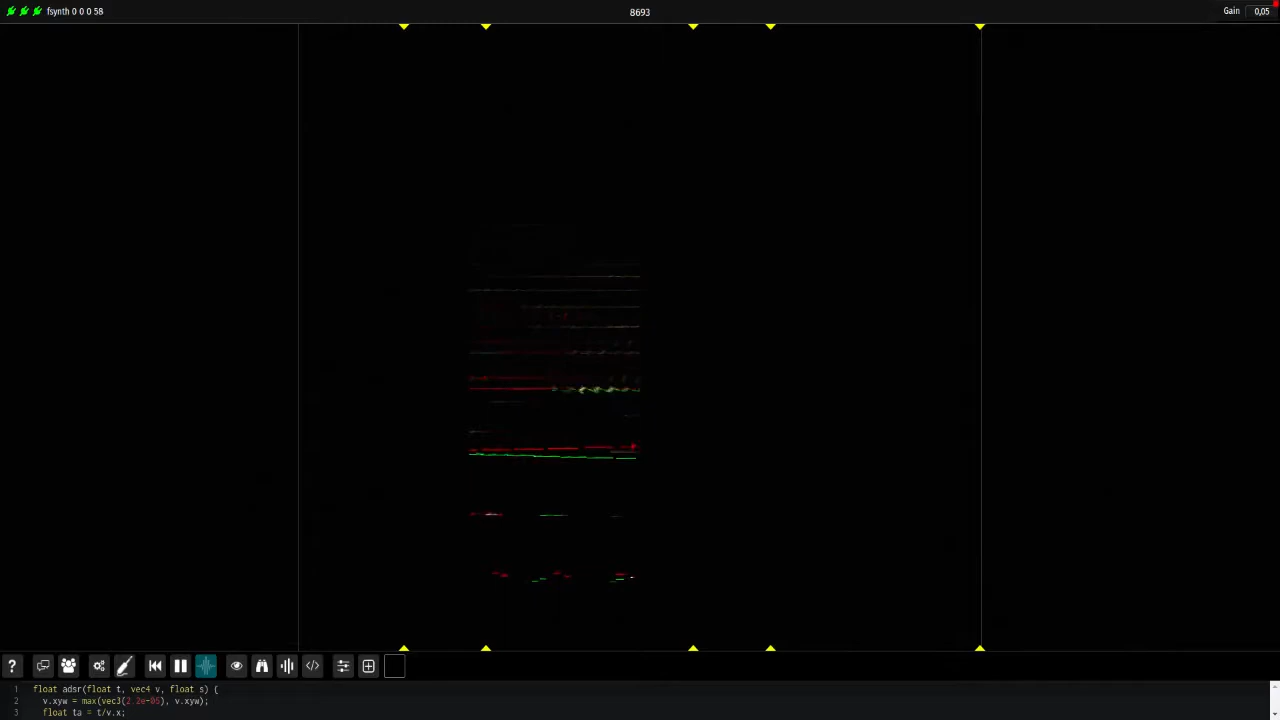 fsynth 0 0 0 58
8693
Gain 0,05
?
1 float adsr(float t, vec4 v, float s) {
2 v.xyw = max(vec3(2.2e-05), v.xyw);
3 float ta = t/v.x;